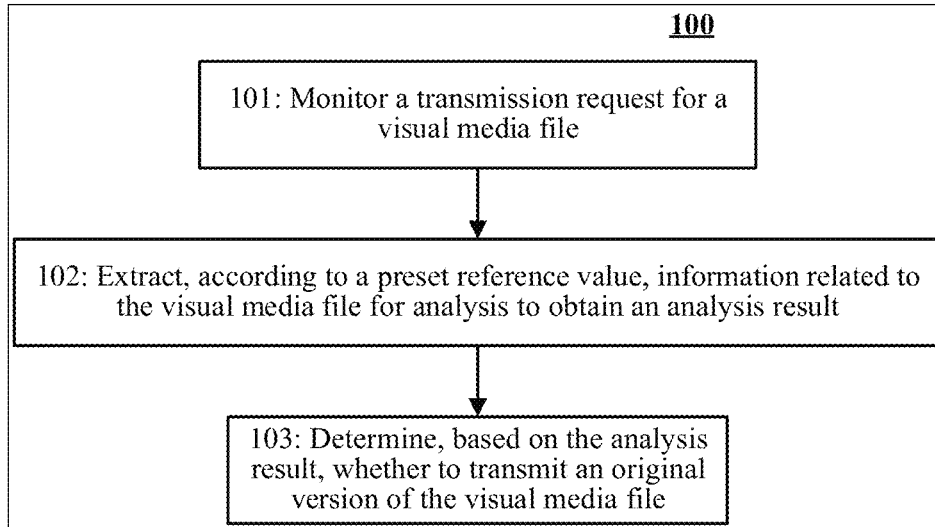 100
101: Monitor a transmission request for a
visual media file
102: Extract, according to a preset reference value, information related to
the visual media file for analysis to obtain an analysis result
103: Determine, based on the analysis
result, whether to transmit an original
version of the visual media file